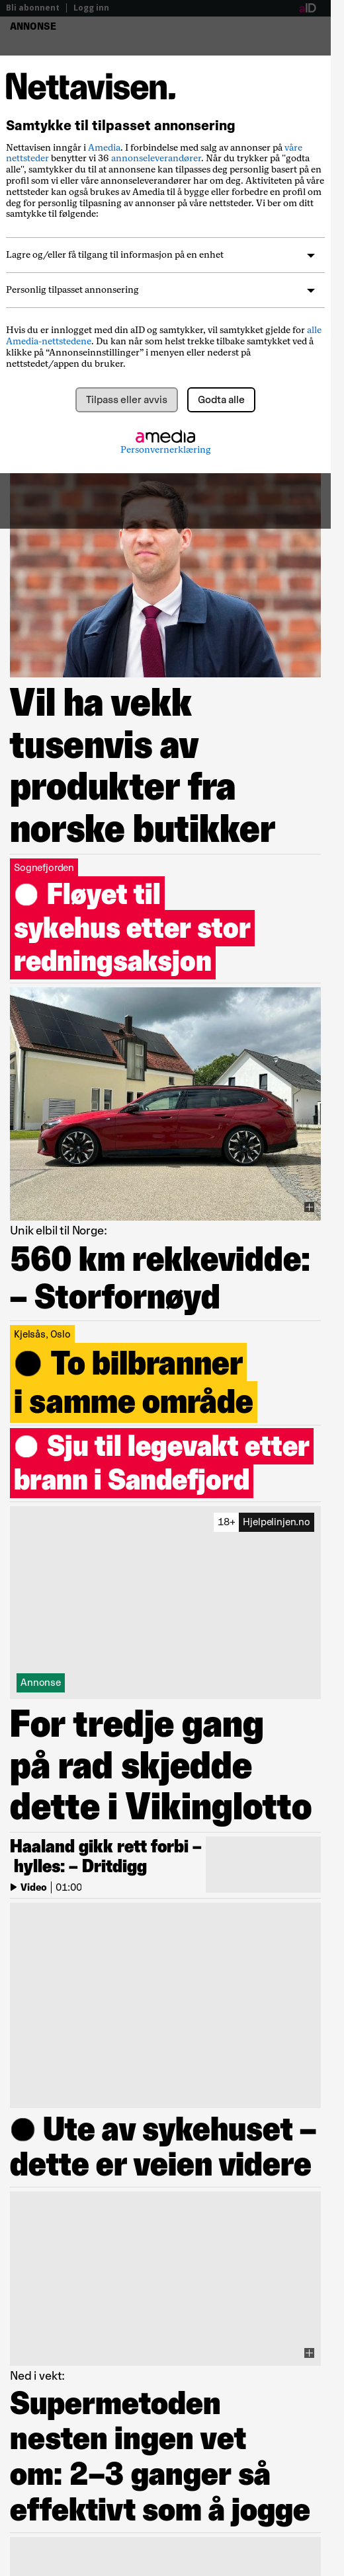 Bli abonnent | Logg inn
aID
ANNONSE
Nettavisen.
Samtykke til tilpasset annonsering
Nettavisen inngår i Amedia. I forbindelse med salg av annonser på våre
nettsteder benytter vi 36 annonseleverandører. Når du trykker på "godta
alle", samtykker du til at annonsene kan tilpasses deg personlig basert på en
profil som vi eller våre annonseleverandører har om deg. Aktiviteten på våre
nettsteder kan også brukes av Amedia til å bygge eller forbedre en profil om
deg for personlig tilpasning av annonser på våre nettsteder. Vi ber om ditt
samtykke til følgende:
Lagre og/eller få tilgang til informasjon på en enhet
Personlig tilpasset annonsering
Hvis du er innlogget med din aID og samtykker, vil samtykket gjelde for alle
Amedia-nettstedene. Du kan når som helst trekke tilbake samtykket ved å
klikke på “Annonseinnstillinger” i menyen eller nederst på
nettstedet/appen du bruker.
Tilpass eller avvis
Godta alle
amedia
Personvernerklæring
Vil ha vekk
tusenvis av
produkter fra
norske butikker
Sognefjorden
Fløyet til
sykehus etter stor
redningsaksjon
Unik elbil til Norge:
560 km rekkevidde:
– Storfornøyd
Kjelsås, Oslo
To bilbranner
i samme område
Sju til legevakt etter
brann i Sandefjord
18+ Hjelpelinjen.no
Annonse
For tredje gang
på rad skjedde
dette i Vikinglotto
Haaland gikk rett forbi –
hylles: – Dritdigg
Video | 01:00
Ute av sykehuset –
dette er veien videre
Ned i vekt:
Supermetoden
nesten ingen vet
om: 2–3 ganger så
effektivt som å jogge